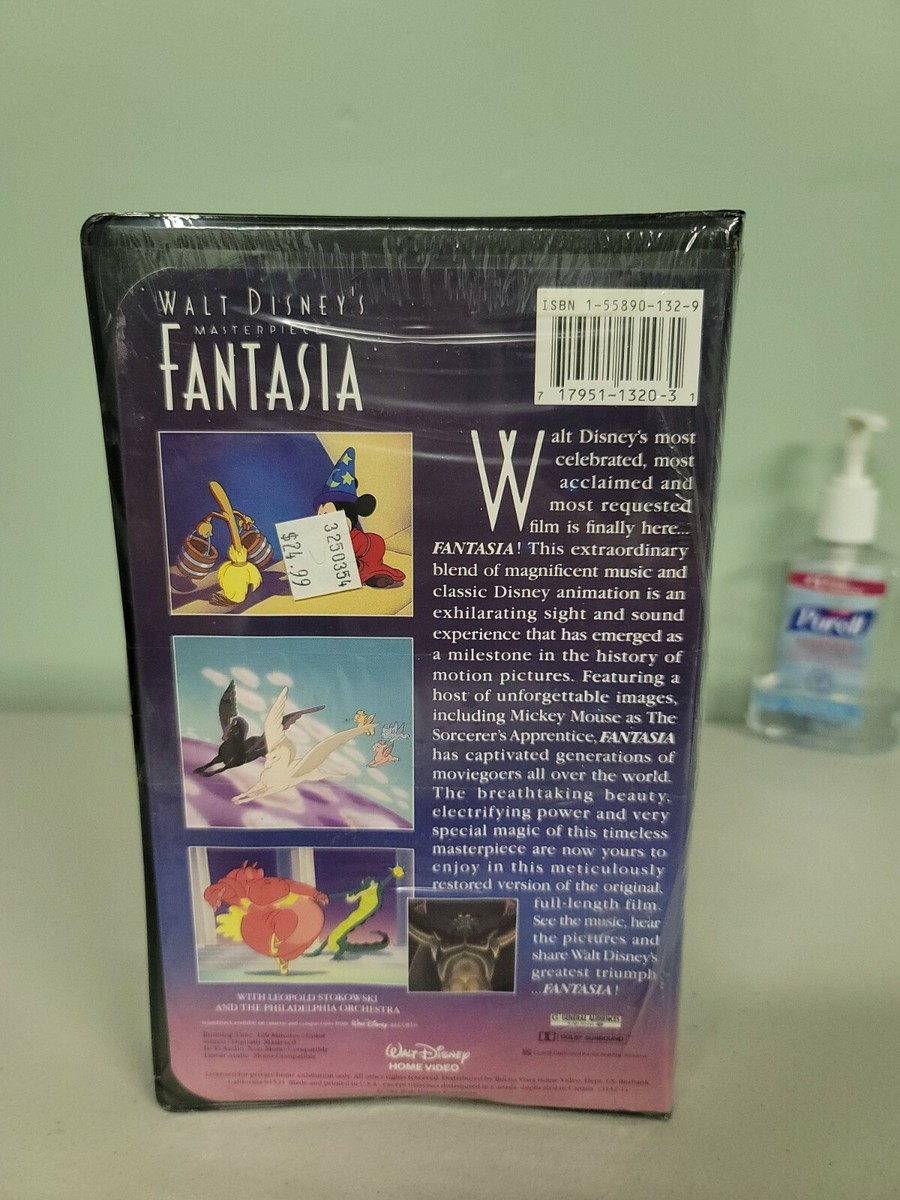 WALT DISNEY'S
MASTERPIECE
FANTASIA
ISBN 1-55890-132-9
7 17951-1320-3 1
3250354
$24.99
Walt Disney's most
celebrated, most
acclaimed and
most requested
film is finally here...
FANTASIA! This extraordinary
blend of magnificent music and
classic Disney animation is an
exhilarating sight and sound
experience that has emerged as
a milestone in the history of
motion pictures. Featuring a
host of unforgettable images,
including Mickey Mouse as The
Sorcerer's Apprentice, FANTASIA
has captivated generations of
moviegoers all over the world.
The breathtaking beauty,
electrifying power and very
special magic of this timeless
masterpiece are now yours to
enjoy in this meticulously
restored version of the original,
full-length film.
See the music, hear
the pictures and
share Walt Disney's
greatest triumph
...FANTASIA!
WITH LEOPOLD STOKOWSKI
AND THE PHILADELPHIA ORCHESTRA
Walt Disney
G GENERAL AUDIENCES
DOLBY SURROUND
Walt Disney
HOME VIDEO
Purell